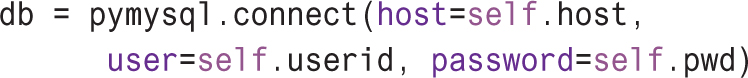 db = pymysql.connect(host=self.host,
user=self.userid, password=self.pwd)